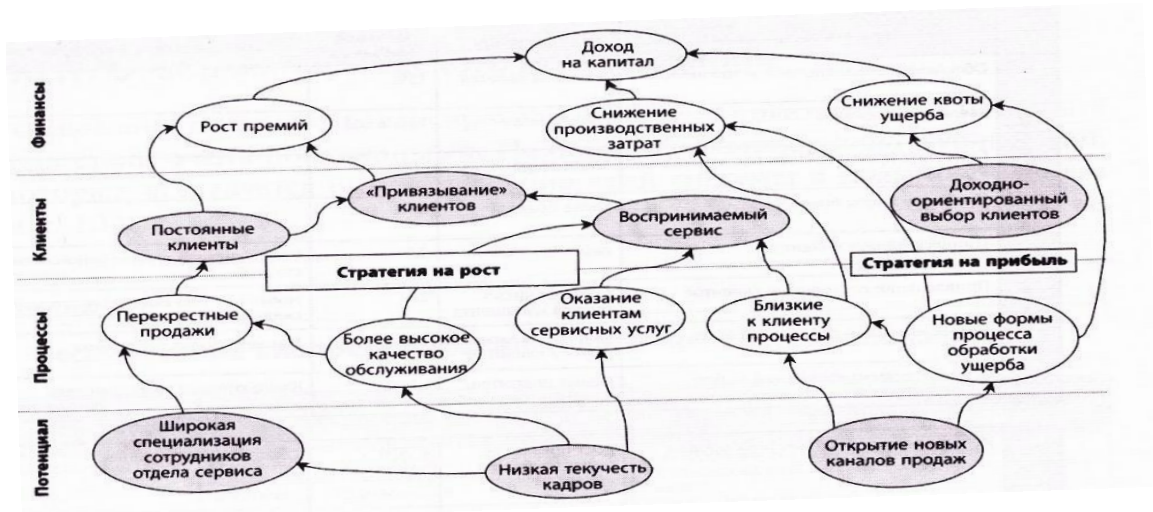 Доход
на капитал
Финансы
Рост премий
Снижение
производственных
затрат
Снижение квоты
ущерба
Клиенты
«Привязывание»
клиентов
Постоянные
клиенты
Воспринимаемый
сервис
Доходно-
ориентированный
выбор клиентов
Стратегия на рост
Стратегия на прибыль
Процессы
Перекрестные
продажи
Более высокое
качество
обслуживания
Оказание
клиентам
сервисных услуг
Близкие
к клиенту
процессы
Новые формы
процесса
обработки
ущерба
Потенциал
Широкая
специализация
сотрудников
отдела сервиса
Низкая текучесть
кадров
Открытие новых
каналов продаж